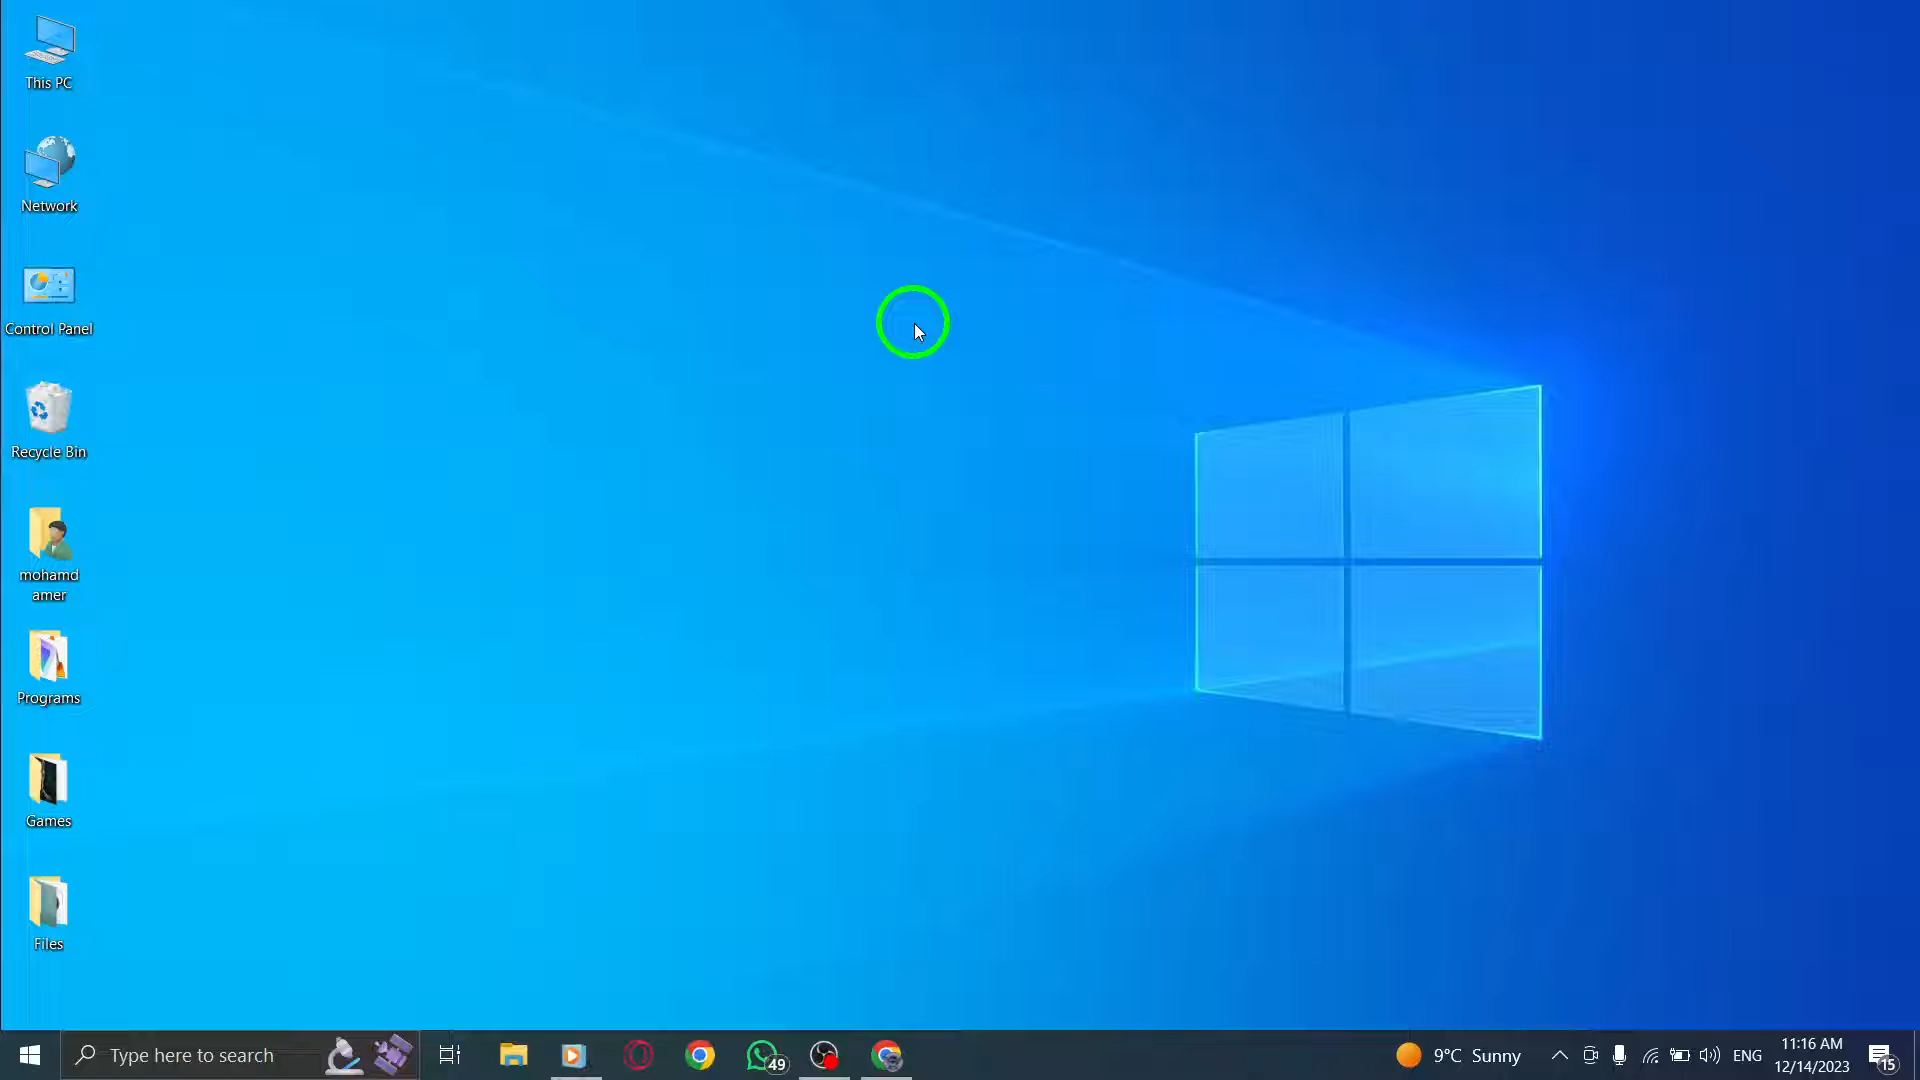 This PC
Network
Control Panel
Recycle Bin
mohamd
amer
Programs
Games
Files
Type here to search
49
9°C Sunny
ENG
11:16 AM
12/14/2023
15